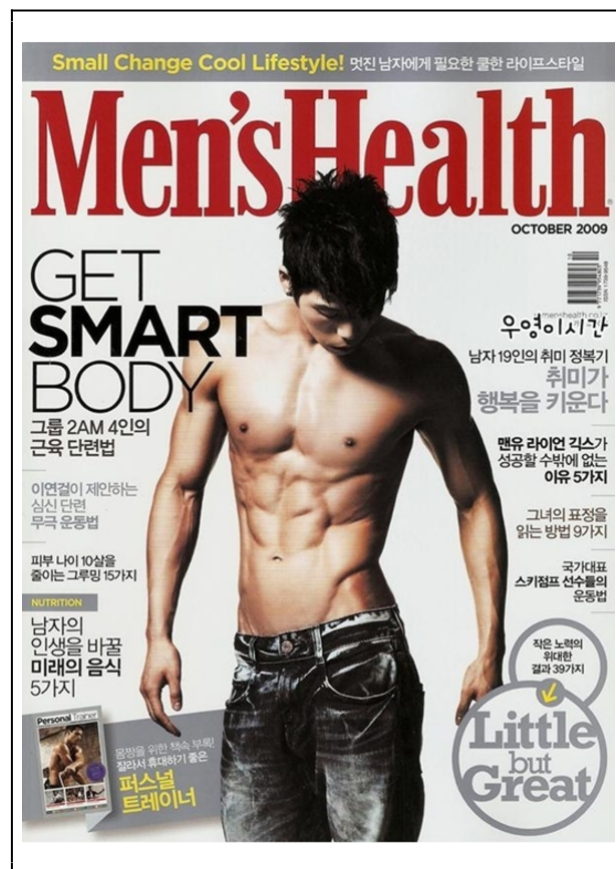 Small Change Cool Lifestyle! 멋진 남자에게 필요한 쿨한 라이프스타일
Men'sHealth
OCTOBER 2009
GET
SMART
BODY
그룹 2AM 4인의
근육 단련법
이연걸이 제안하는
심신 단련
무극 운동법
피부 나이 10살을
줄이는 그루밍 15가지
NUTRITION
남자의
인생을 바꿀
미래의 음식
5가지
Personal Trainer
몸짱을 위한 책속 부록!
잘라서 휴대하기 좋은
퍼스널
트레이너
우영이시간
남자 19인의 취미 정복기
취미가
행복을 키운다
맨유 라이언 긱스가
성공할 수밖에 없는
이유 5가지
그녀의 표정을
읽는 방법 9가지
국가대표
스키점프 선수들의
운동법
작은 노력의
위대한
결과 39가지
Little
but
Great